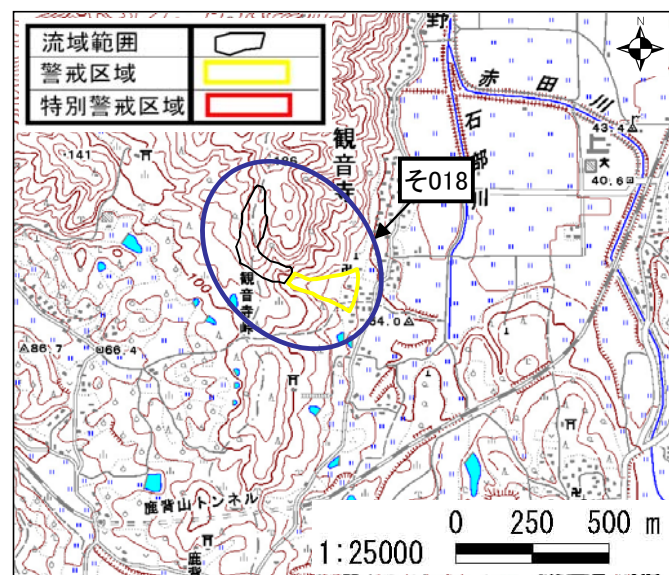 流域範囲
警戒区域
特別警戒区域
N
野
赤田川
石部川
43.4
上
40.6
141
186
観音寺
そ018
100
観音寺峠
54.0
86.7
66.4
鹿背山トンネル
鹿背
0 250 500 m
1:25000